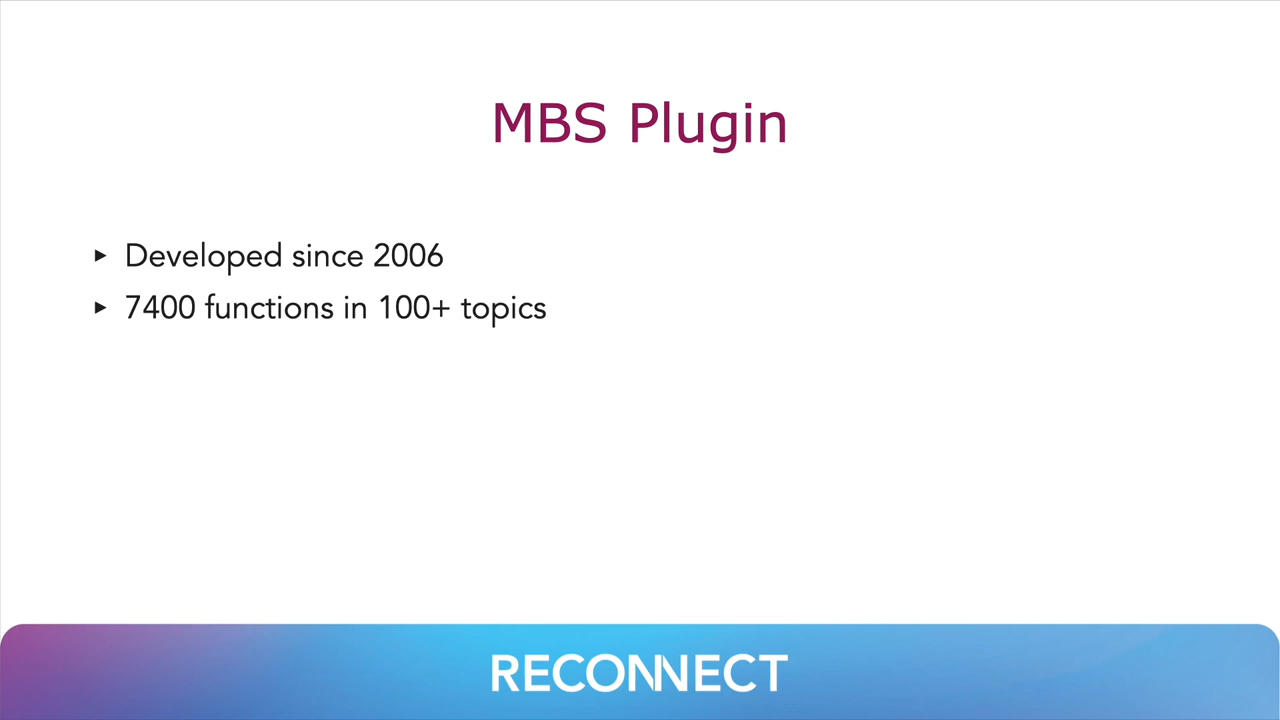 MBS Plugin
▸ Developed since 2006
▸ 7400 functions in 100+ topics
RECONNECT